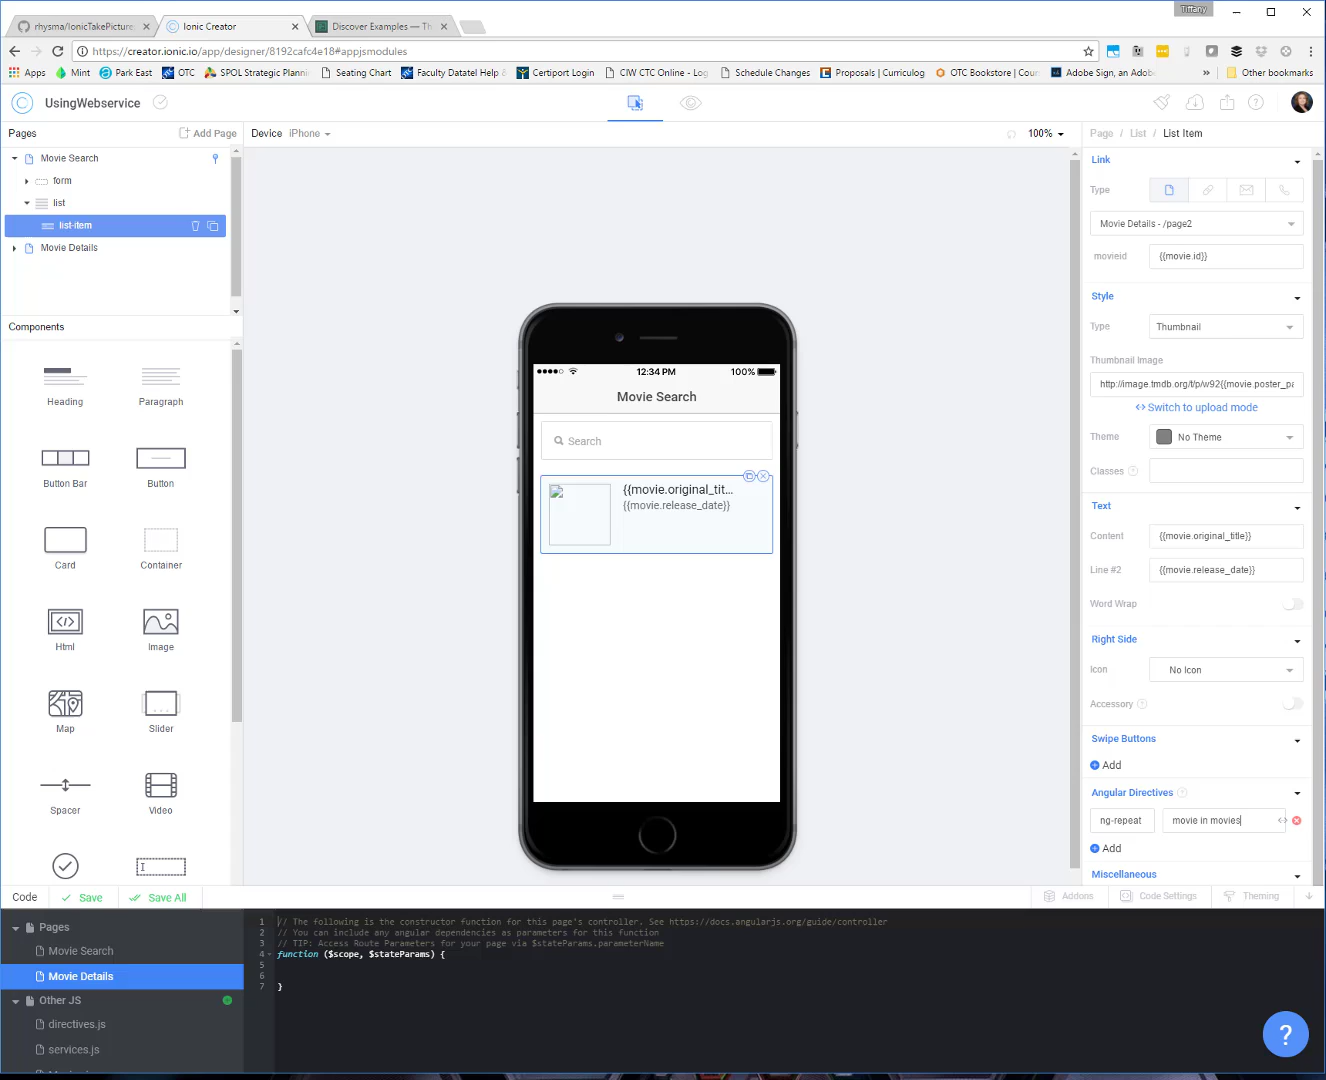 Tiffany
rhysma/IonicTakePicture
Ionic Creator
Discover Examples — Th
https://creator.ionic.io/app/designer/8192cafc4e18#appjsmodules
Apps
Mint
Park East
OTC
SPOL Strategic Plannin
Seating Chart
Faculty Datatel Help &
Certiport Login
CIW CTC Online - Log
Schedule Changes
Proposals | Curriculog
OTC Bookstore | Cour
Adobe Sign, an Adob
»
Other bookmarks
UsingWebservice
Pages
Add Page
Device
iPhone
100%
Page / List / List Item
Movie Search
form
list
list-item
Movie Details
Components
Heading
Paragraph
Button Bar
Button
Card
Container
Html
Image
Map
Slider
Spacer
Video
12:34 PM
100%
Movie Search
Search
{{movie.original_tit...
{{movie.release_date}}
Link
Type
Movie Details - /page2
movieid
{{movie.id}}
Style
Type
Thumbnail
Thumbnail Image
http://image.tmdb.org/t/p/w92{{movie.poster_pa
<> Switch to upload mode
Theme
No Theme
Classes ?
Text
Content
{{movie.original_title}}
Line #2
{{movie.release_date}}
Word Wrap
Right Side
Icon
No Icon
Accessory ?
Swipe Buttons
Add
Angular Directives ?
ng-repeat
movie in movies
Add
Miscellaneous
Code
Save
Save All
Addons
Code Settings
Theming
Pages
Movie Search
Movie Details
Other JS
directives.js
services.js
1 // The following is the constructor function for this page's controller. See https://docs.angularjs.org/guide/controller
2 // You can include any angular dependencies as parameters for this function
3 // TIP: Access Route Parameters for your page via $stateParams.parameterName
4 function ($scope, $stateParams) {
5
6
7 }
?